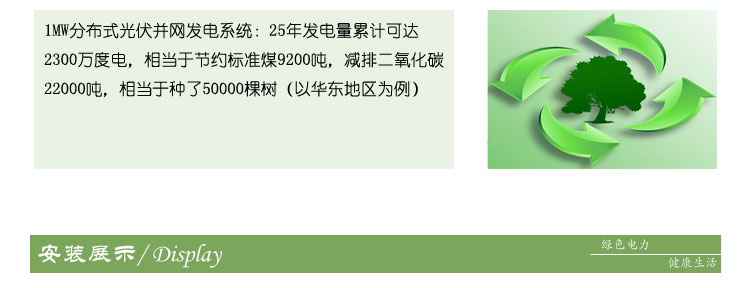 1MW分布式光伏并网发电系统：25年发电量累计可达
2300万度电，相当于节约标准煤9200吨，减排二氧化碳
22000吨，相当于种了50000棵树（以华东地区为例）
安装展示/Display
绿色电力
健康生活